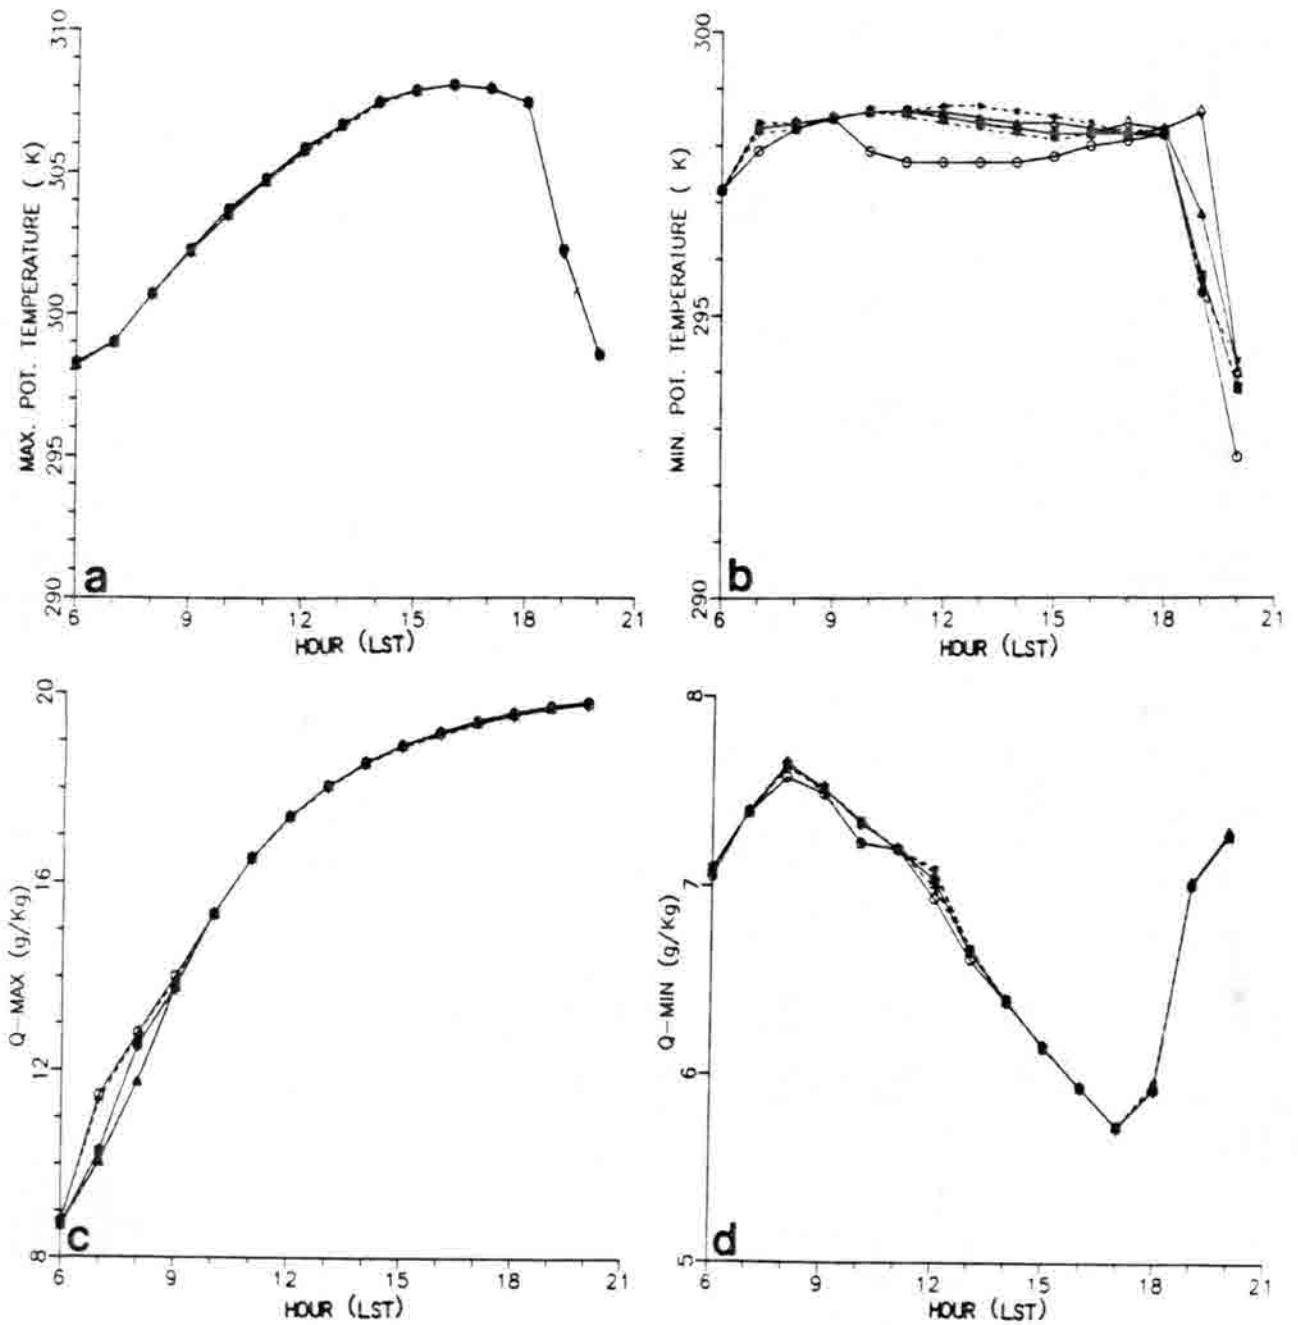 MAX. POT. TEMPERATURE ( K)
310
305
300
295
290
a
6 9 12 15 18 21
HOUR (LST)
MIN. POT. TEMPERATURE ( K)
300
295
290
b
6 9 12 15 18 21
HOUR (LST)
Q-MAX (g/Kg)
20
16
12
8
c
6 9 12 15 18 21
HOUR (LST)
Q-MIN (g/Kg)
8
7
6
5
d
6 9 12 15 18 21
HOUR (LST)